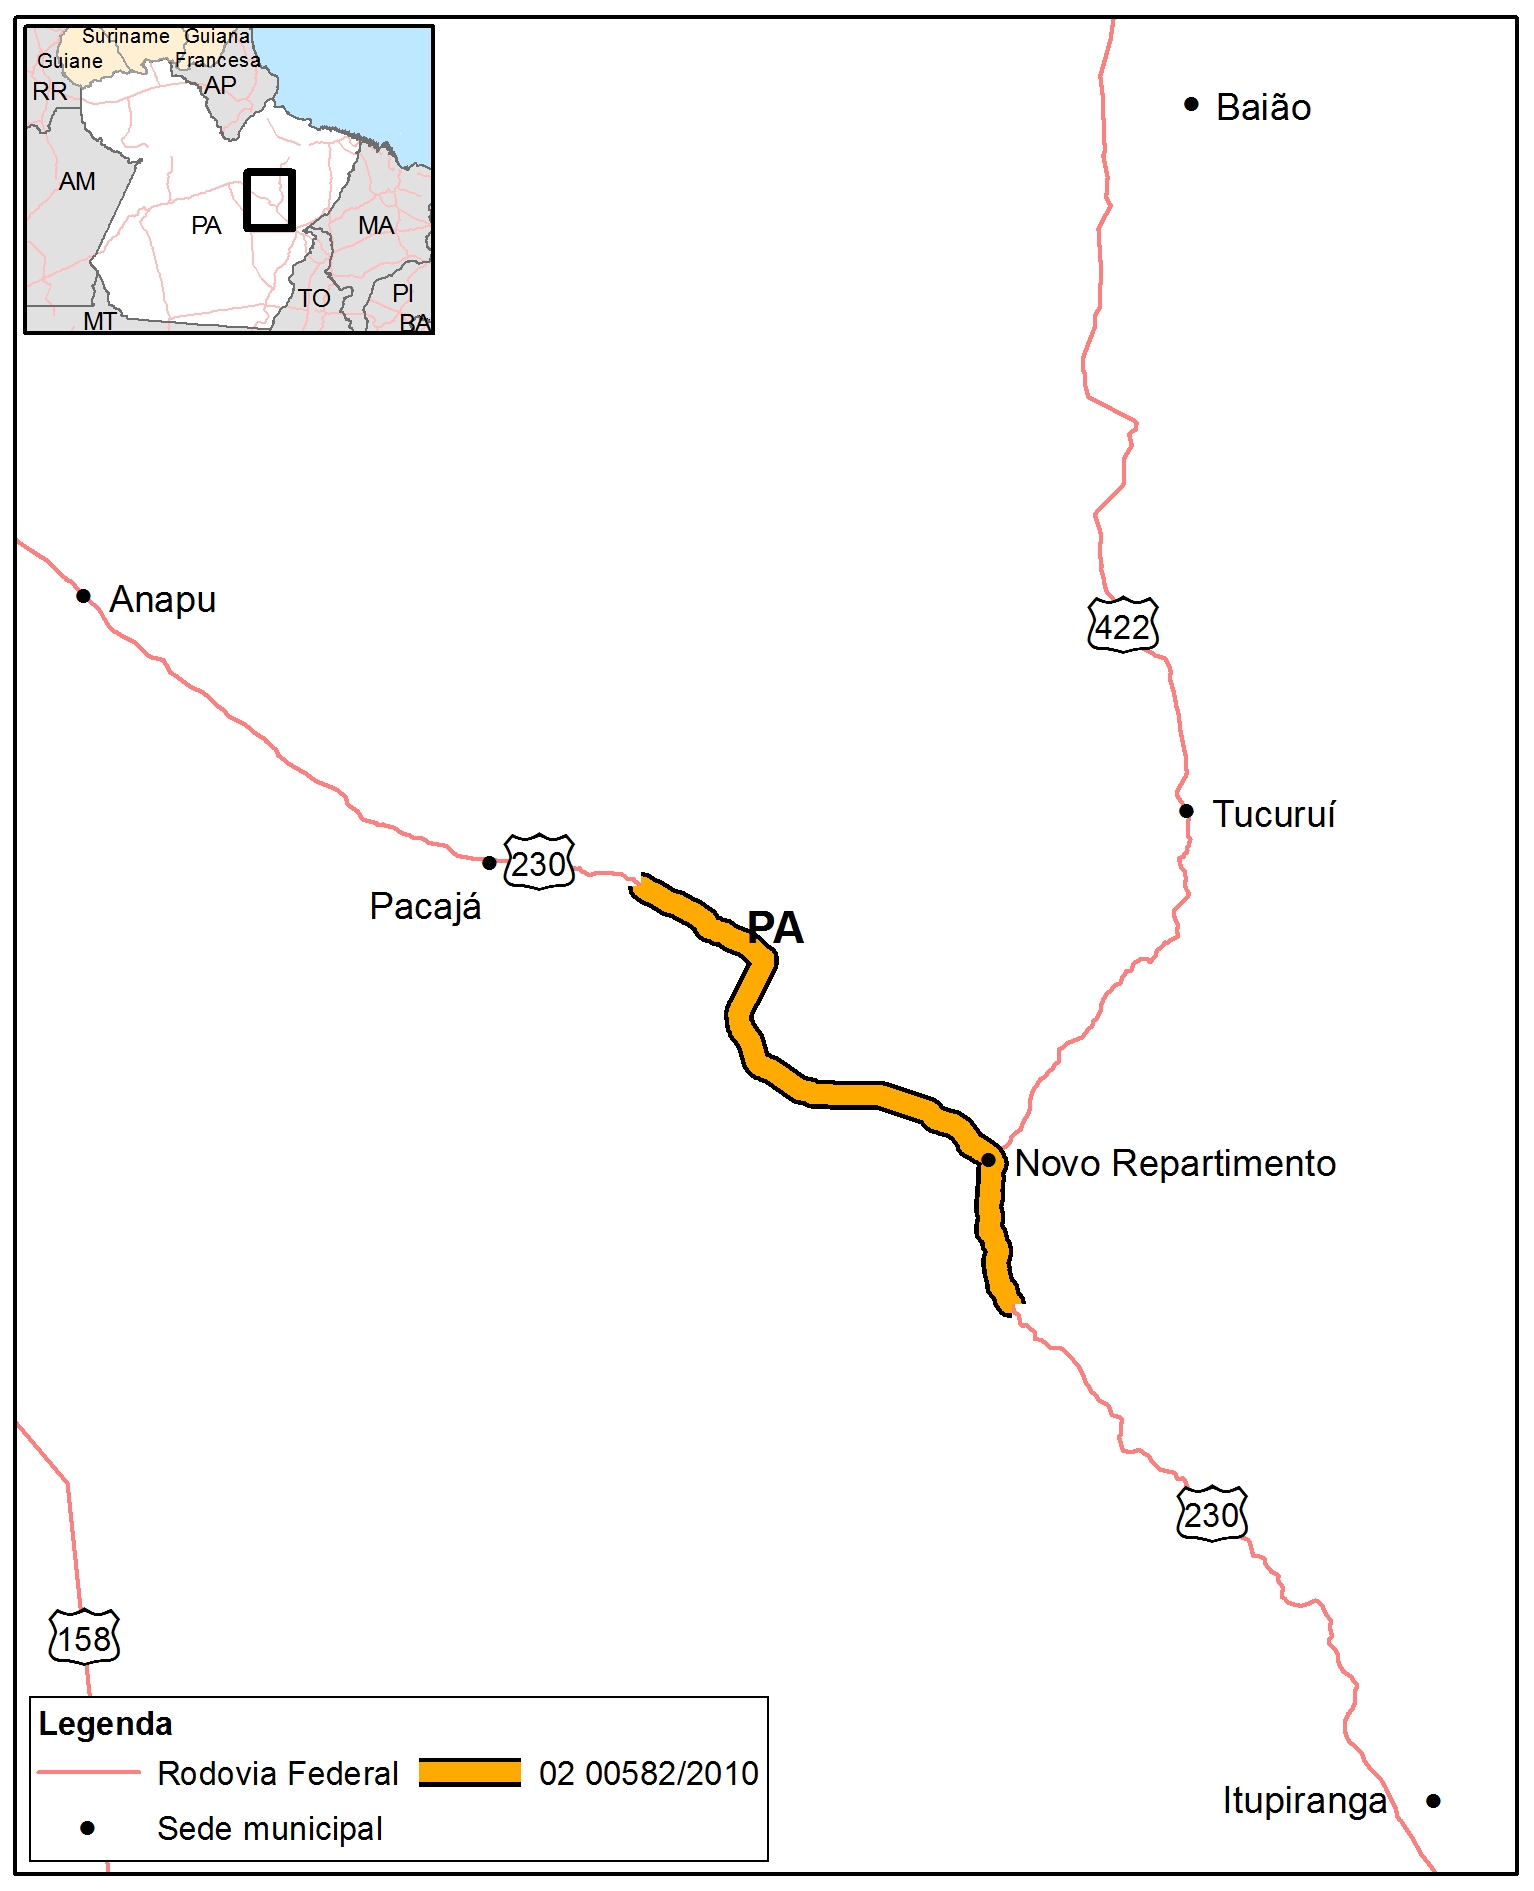 Suriname Guiana
Guiane Francesa
RR AP
AM
PA MA
TO PI
MT BA
Baião
Anapu
422
Tucuruí
230
Pacajá
PA
Novo Repartimento
230
158
Legenda
Rodovia Federal 02 00582/2010
Sede municipal
Itupiranga